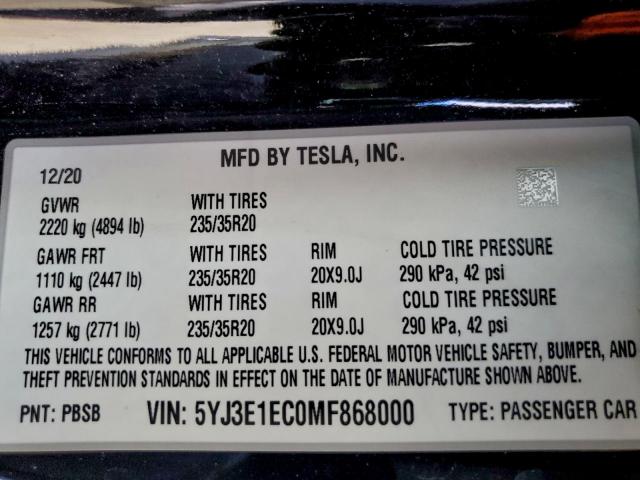 MFD BY TESLA, INC.
12/20
GVWR WITH TIRES
2220 kg (4894 lb) 235/35R20
GAWR FRT WITH TIRES RIM COLD TIRE PRESSURE
1110 kg (2447 lb) 235/35R20 20X9.0J 290 kPa, 42 psi
GAWR RR WITH TIRES RIM COLD TIRE PRESSURE
1257 kg (2771 lb) 235/35R20 20X9.0J 290 kPa, 42 psi
THIS VEHICLE CONFORMS TO ALL APPLICABLE U.S. FEDERAL MOTOR VEHICLE SAFETY, BUMPER, AND
THEFT PREVENTION STANDARDS IN EFFECT ON THE DATE OF MANUFACTURE SHOWN ABOVE.
PNT: PBSB VIN: 5YJ3E1EC0MF868000 TYPE: PASSENGER CAR